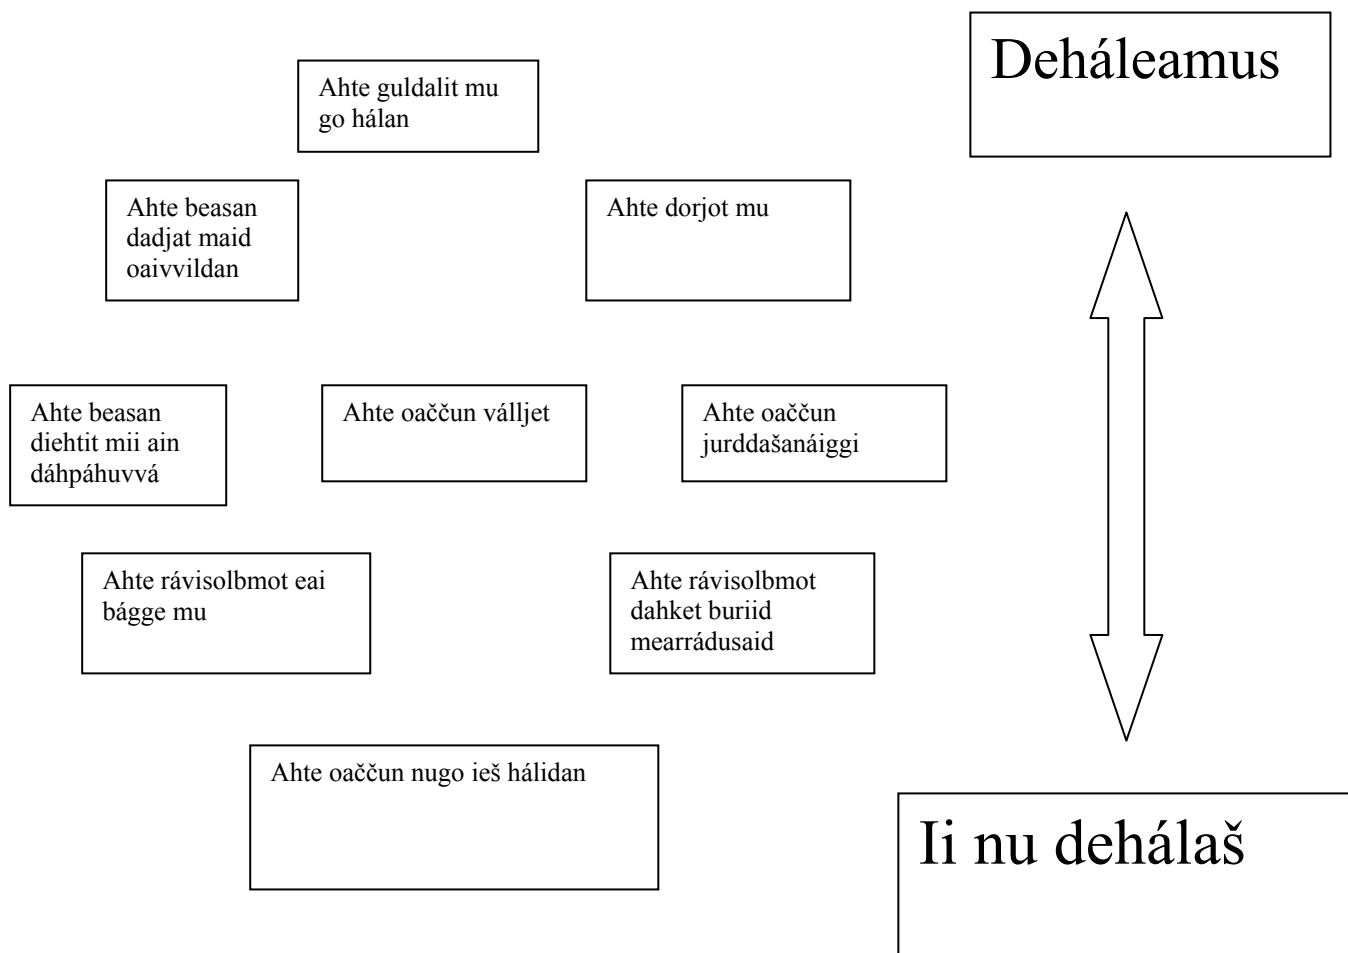 Deháleamus
Ahte guldalit mu
go hálan
Ahte beasan
dadjat maid
oaivvildan
Ahte dorjot mu
Ahte beasan
diehtit mii ain
dáhpáhuvvá
Ahte oaččun válljet
Ahte oaččun
jurddašanáiggi
Ahte rávisolbmot eai
bágge mu
Ahte rávisolbmot
dahket buriid
mearrádusaid
Ahte oaččun nugo ieš hálidan
Ii nu dehálaš